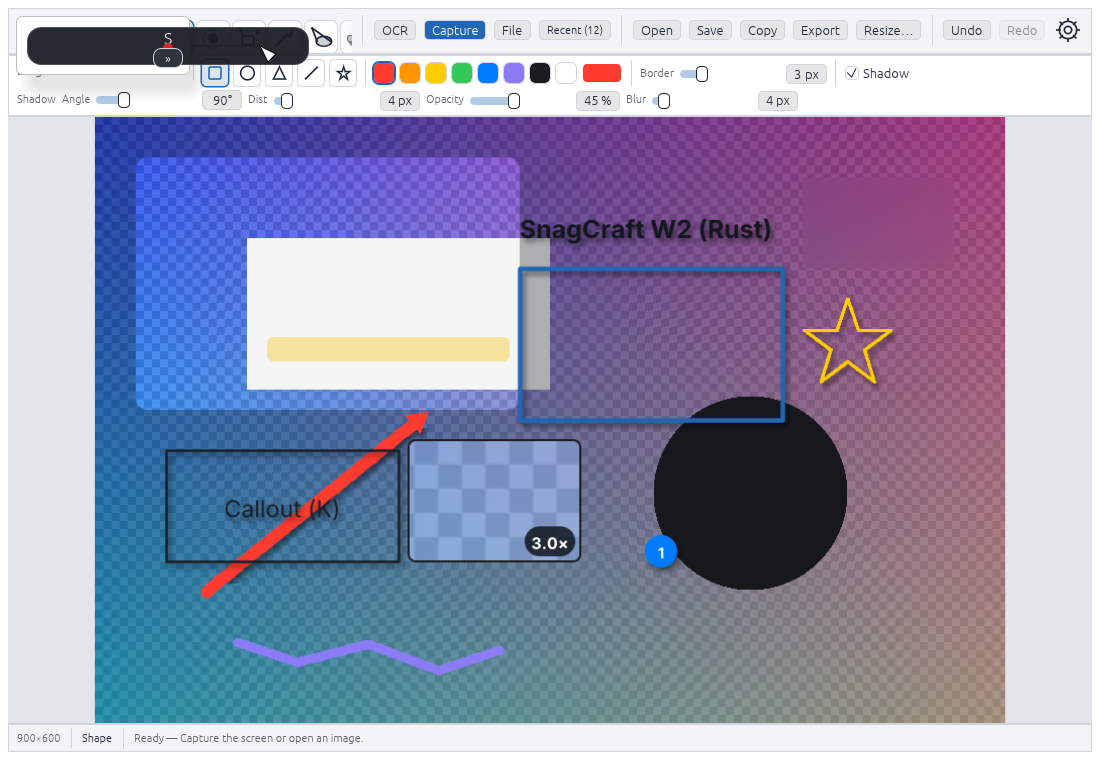 S
»
OCR Capture File Recent (12) Open Save Copy Export Resize... Undo Redo
Border 3 px Shadow
Shadow Angle 90° Dist 4 px Opacity 45 % Blur 4 px
SnagCraft W2 (Rust)
Callout (K)
3.0×
1
900×600 Shape Ready — Capture the screen or open an image.